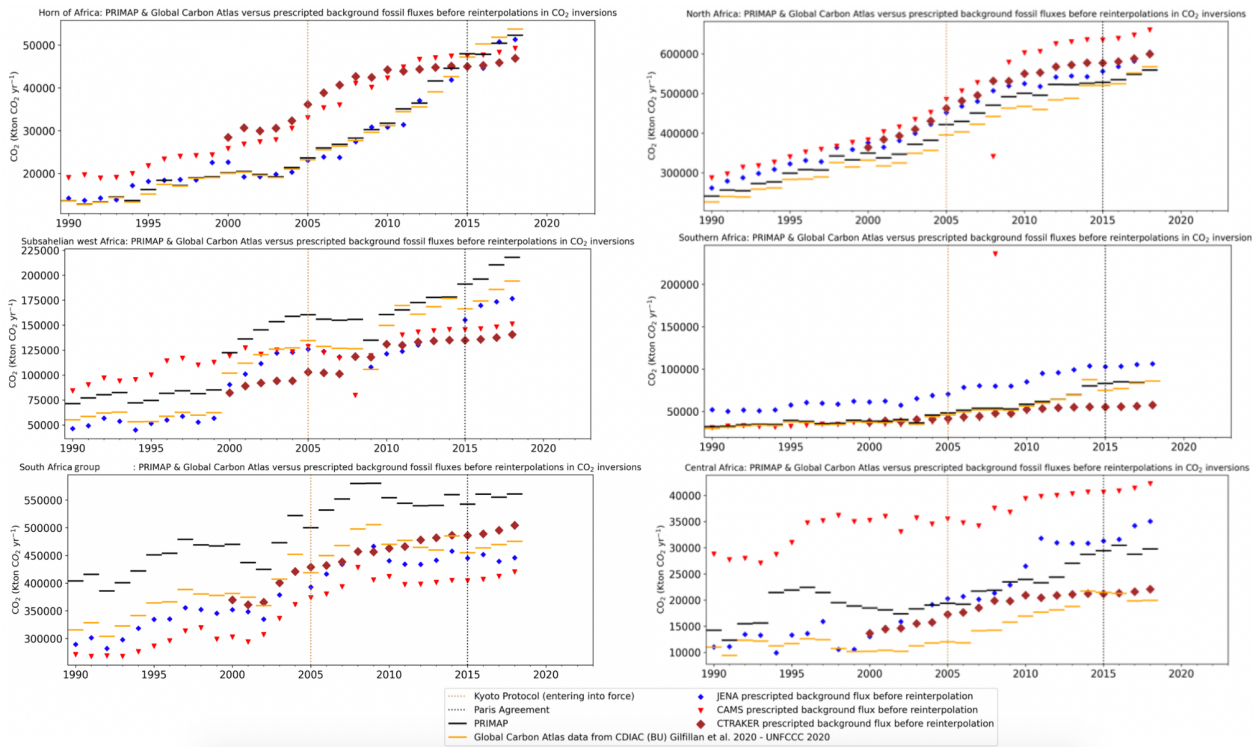 Horn of Africa: PRIMAP & Global Carbon Atlas versus prescripted background fossil fluxes before reinterpolations in CO₂ inversions
CO₂ (Kton CO₂ yr⁻¹)
50000
40000
30000
20000
1990 1995 2000 2005 2010 2015 2020
North Africa: PRIMAP & Global Carbon Atlas versus prescripted background fossil fluxes before reinterpolations in CO₂ inversions
CO₂ (Kton CO₂ yr⁻¹)
600000
500000
400000
300000
1990 1995 2000 2005 2010 2015 2020
Subsahelian west Africa: PRIMAP & Global Carbon Atlas versus prescripted background fossil fluxes before reinterpolations in CO₂ inversions
CO₂ (Kton CO₂ yr⁻¹)
225000
200000
175000
150000
125000
100000
75000
50000
1990 1995 2000 2005 2010 2015 2020
Southern Africa: PRIMAP & Global Carbon Atlas versus prescripted background fossil fluxes before reinterpolations in CO₂ inversion
CO₂ (Kton CO₂ yr⁻¹)
200000
150000
100000
50000
1990 1995 2000 2005 2010 2015 2020
South Africa group : PRIMAP & Global Carbon Atlas versus prescripted background fossil fluxes before reinterpolations in CO₂ inversions
CO₂ (Kton CO₂ yr⁻¹)
550000
500000
450000
400000
350000
300000
1990 1995 2000 2005 2010 2015 2020
Central Africa: PRIMAP & Global Carbon Atlas versus prescripted background fossil fluxes before reinterpolations in CO₂ inversions
CO₂ (Kton CO₂ yr⁻¹)
40000
35000
30000
25000
20000
15000
10000
1990 1995 2000 2005 2010 2015 2020
Kyoto Protocol (entering into force)
Paris Agreement
PRIMAP
Global Carbon Atlas data from CDIAC (BU) Gilfillan et al. 2020 - UNFCCC 2020
JENA prescripted background flux before reinterpolation
CAMS prescripted background flux before reinterpolation
CTRAKER prescripted background flux before reinterpolation